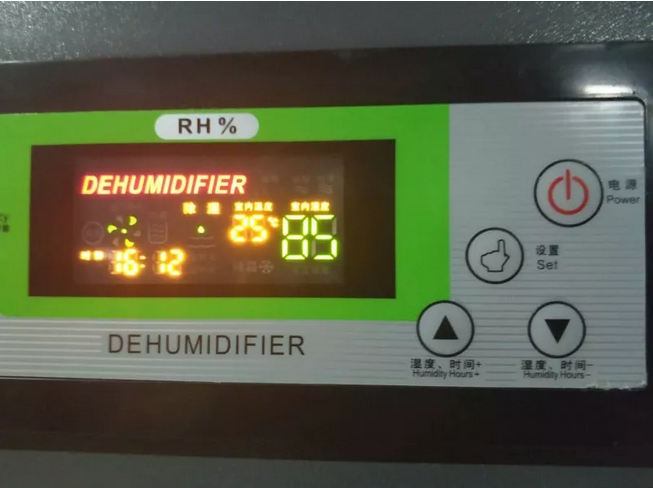 RH%
DEHUMIDIFIER
除 湿 室内温度 室内湿度
25℃ 85
16:12
DEHUMIDIFIER
电源
Power
设置
Set
湿度、时间+
Humidity Hours+
湿度、时间−
Humidity Hours−